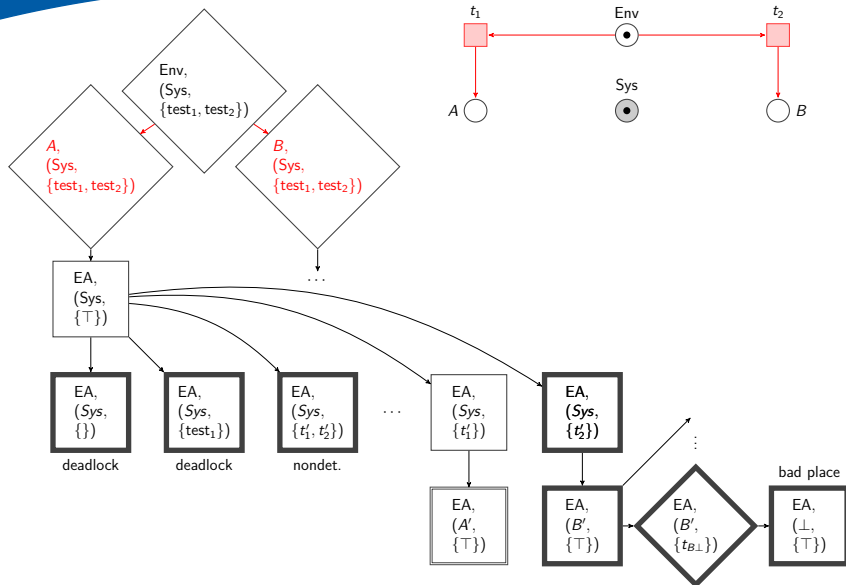 t₁
Env
t₂
Sys
A
B
Env,
(Sys,
{test₁, test₂})
A,
(Sys,
{test₁, test₂})
B,
(Sys,
{test₁, test₂})
...
EA,
(Sys,
{⊤})
EA,
(Sys,
{})
deadlock
EA,
(Sys,
{test₁})
deadlock
EA,
(Sys,
{t′₁, t′₂})
nondet.
...
EA,
(Sys,
{t′₁})
EA,
(Sys,
{t′₂})
EA,
(A′,
{⊤})
EA,
(B′,
{⊤})
⋮
EA,
(B′,
{t_B⊥})
bad place
EA,
(⊥,
{⊤})